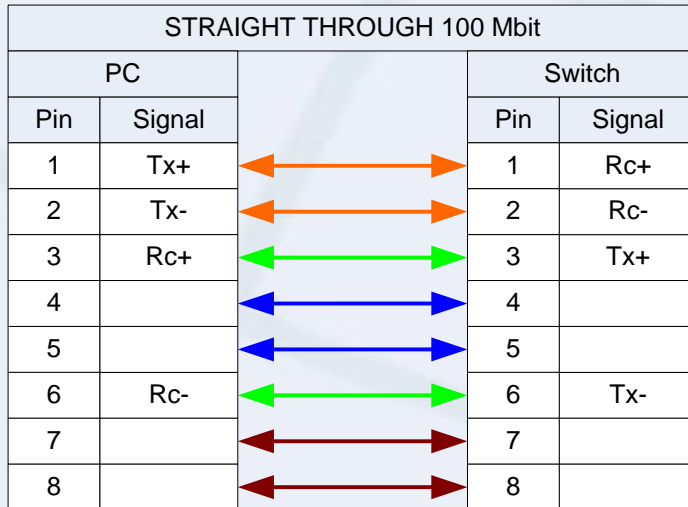 STRAIGHT THROUGH 100 Mbit
PC Switch
Pin Signal Pin Signal
1 Tx+ 1 Rc+
2 Tx- 2 Rc-
3 Rc+ 3 Tx+
4 4
5 5
6 Rc- 6 Tx-
7 7
8 8